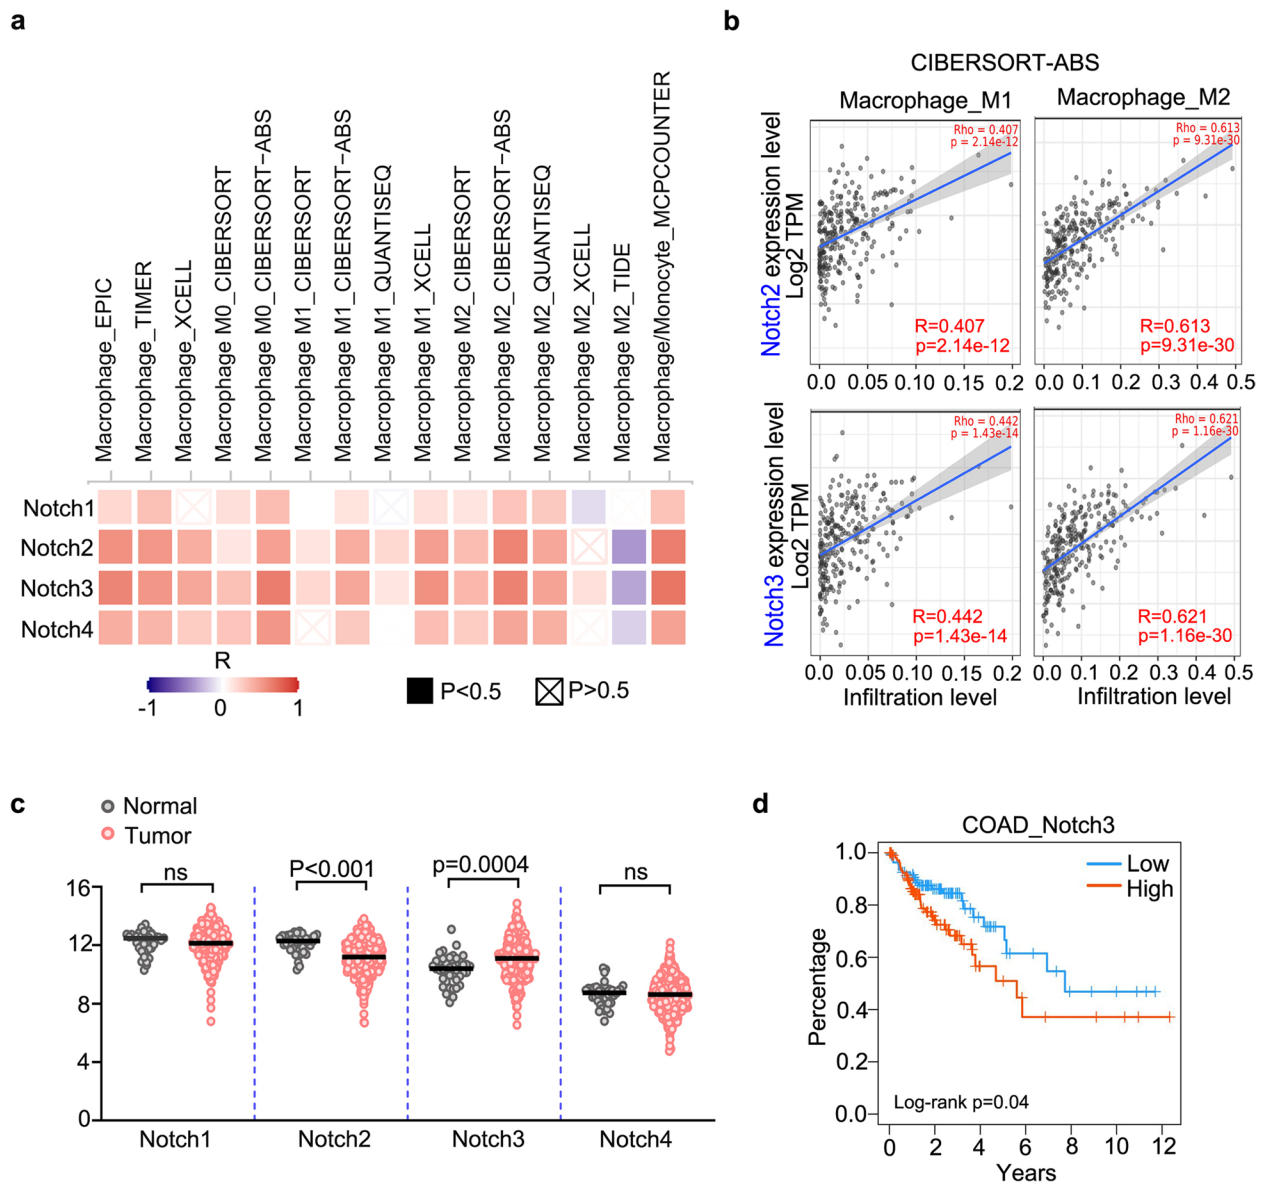 a
Macrophage_EPIC
Macrophage_TIMER
Macrophage_XCELL
Macrophage M0_CIBERSORT
Macrophage M0_CIBERSORT−ABS
Macrophage M1_CIBERSORT
Macrophage M1_CIBERSORT−ABS
Macrophage M1_QUANTISEQ
Macrophage M1_XCELL
Macrophage M2_CIBERSORT
Macrophage M2_CIBERSORT−ABS
Macrophage M2_QUANTISEQ
Macrophage M2_XCELL
Macrophage M2_TIDE
Macrophage/Monocyte_MCPCOUNTER
Notch1
Notch2
Notch3
Notch4
R
-1 0 1
P<0.5 P>0.5
b
CIBERSORT-ABS
Macrophage_M1 Macrophage_M2
Notch2 expression level
Log2 TPM
Rho = 0.407
p = 2.14e-12
R=0.407
p=2.14e-12
0.0 0.05 0.10 0.15 0.2
Rho = 0.613
p = 9.31e-30
R=0.613
p=9.31e-30
0.0 0.1 0.2 0.3 0.4 0.5
Notch3 expression level
Log2 TPM
Rho = 0.442
p = 1.43e-14
R=0.442
p=1.43e-14
0.0 0.05 0.10 0.15 0.2
Infiltration level
Rho = 0.621
p = 1.16e-30
R=0.621
p=1.16e-30
0.0 0.1 0.2 0.3 0.4 0.5
Infiltration level
c
Normal
Tumor
ns P<0.001 p=0.0004 ns
16
12
8
4
0
Notch1 Notch2 Notch3 Notch4
d
COAD_Notch3
Low
High
Percentage
1.0
0.8
0.6
0.4
0.2
0.0
Log-rank p=0.04
0 2 4 6 8 10 12
Years